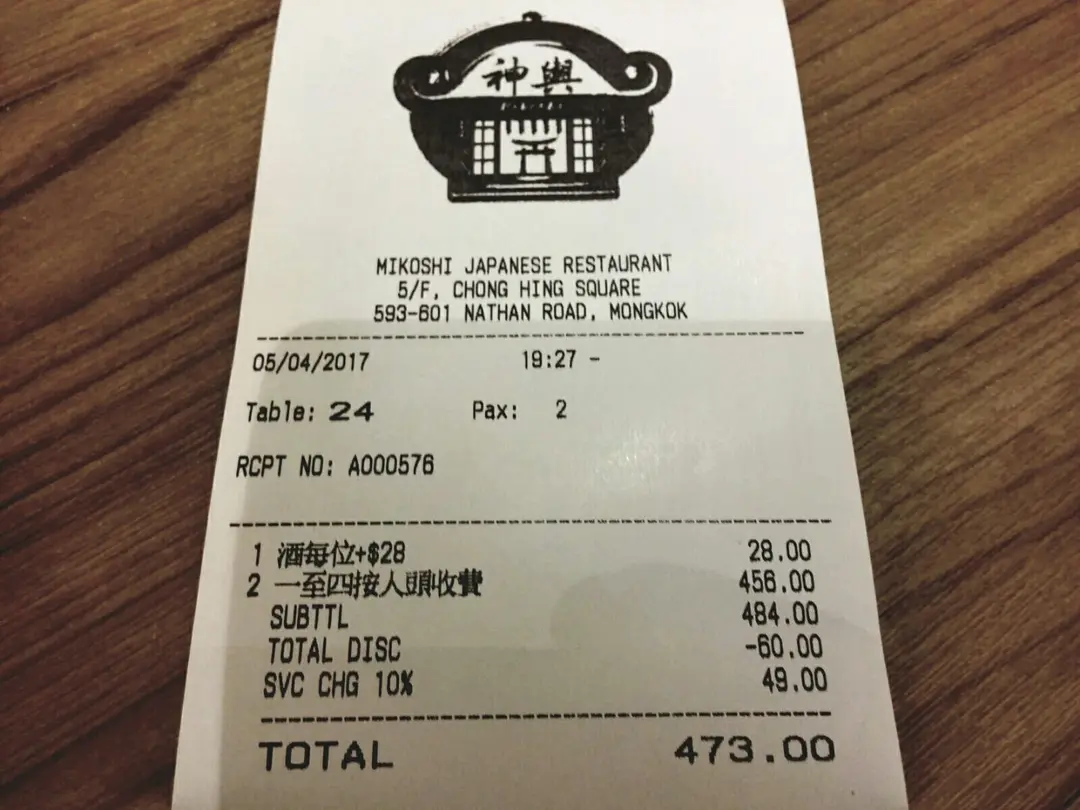 神輿
MIKOSHI JAPANESE RESTAURANT
5/F, CHONG HING SQUARE
593-601 NATHAN ROAD, MONGKOK
05/04/2017 19:27 -
Table: 24 Pax: 2
RCPT NO: A000576
1 酒每位+$28 28.00
2 一至四按人頭收費 456.00
SUBTTL 484.00
TOTAL DISC -60.00
SVC CHG 10% 49.00
TOTAL 473.00